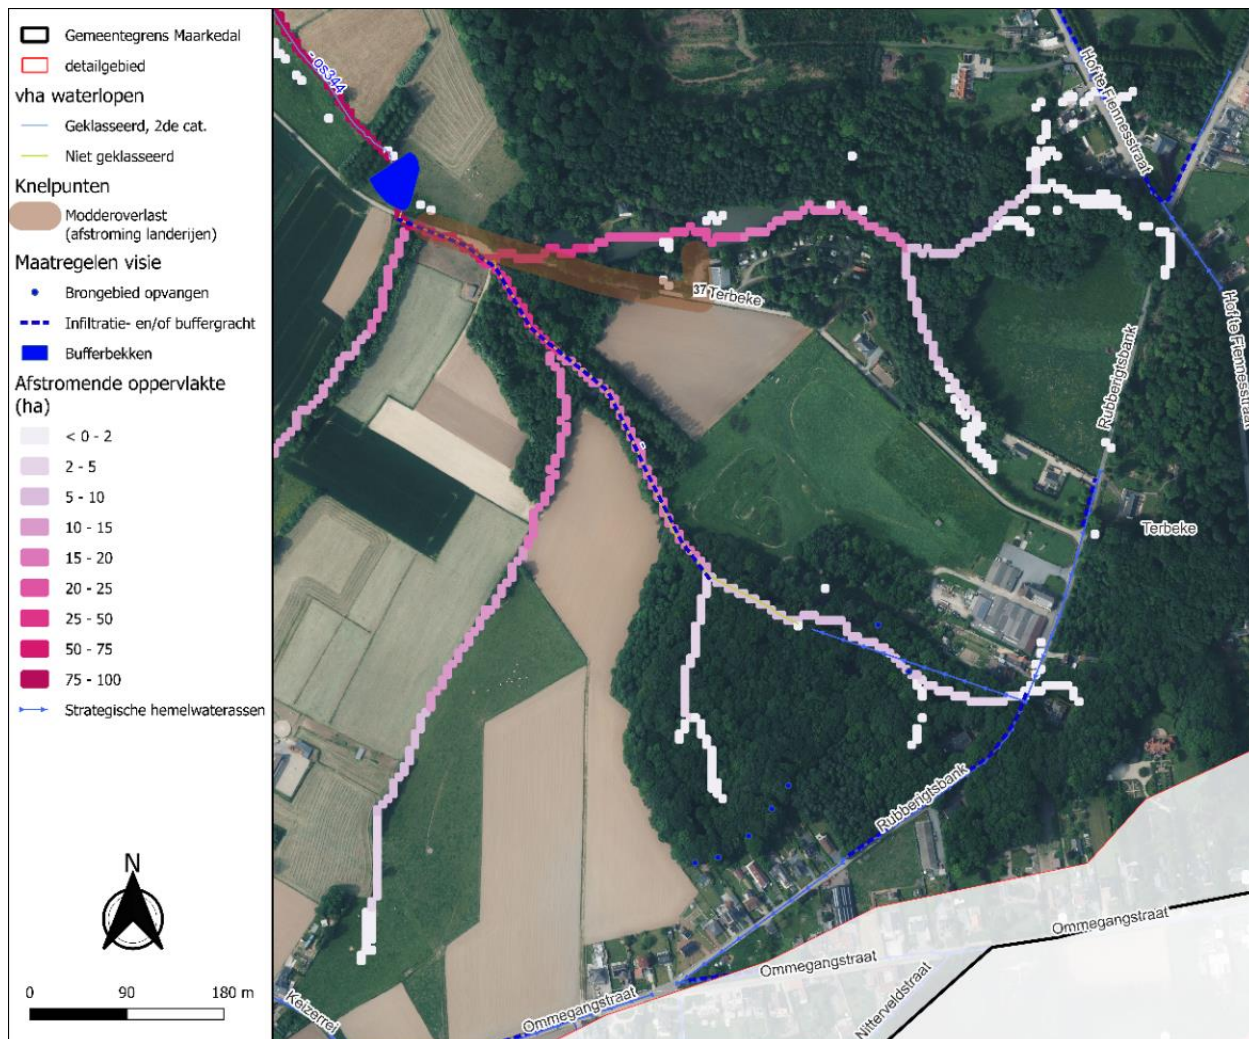 Gemeentegrens Maarkedal
detailgebied
vha waterlopen
Geklasseerd, 2de cat.
Niet geklasseerd
Knelpunten
Modderoverlast
(afstroming landerijen)
Maatregelen visie
Brongebied opvangen
Infiltratie- en/of buffergracht
Bufferbekken
Afstromende oppervlakte
(ha)
< 0 - 2
2 - 5
5 - 10
10 - 15
15 - 20
20 - 25
25 - 50
50 - 75
75 - 100
Strategische hemelwaterassen
N
0 90 180 m
- os344
Hof te Fiennesstraat
37 Terbeke
Hof te Fiennesstraat
Rubberigtsbank
Terbeke
Rubberigtsbank
Ommegangstraat
Ommegangstraat
Ommegangstraat
Nitterveldstraat
Keizerrei